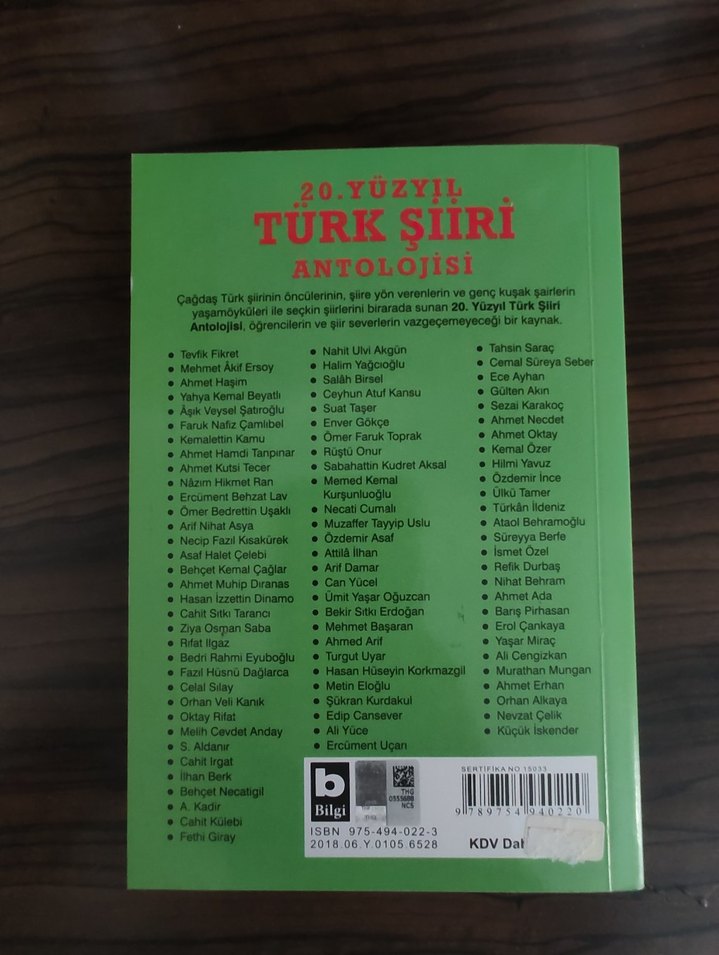 20. YÜZYIL
TÜRK ŞİİRİ
ANTOLOJİSİ
Çağdaş Türk şiirinin öncülerinin, şiire yön verenlerin ve genç kuşak şairlerin
yaşamöyküleri ile seçkin şiirlerini birarada sunan 20. Yüzyıl Türk Şiiri
Antolojisi, öğrencilerin ve şiir severlerin vazgeçemeyeceği bir kaynak.
• Tevfik Fikret
• Mehmet Âkif Ersoy
• Ahmet Haşim
• Yahya Kemal Beyatlı
• Âşık Veysel Şatıroğlu
• Faruk Nafiz Çamlıbel
• Kemalettin Kamu
• Ahmet Hamdi Tanpınar
• Ahmet Kutsi Tecer
• Nâzım Hikmet Ran
• Ercüment Behzat Lav
• Ömer Bedrettin Uşaklı
• Arif Nihat Asya
• Necip Fazıl Kısakürek
• Asaf Halet Çelebi
• Behçet Kemal Çağlar
• Ahmet Muhip Dıranas
• Hasan İzzettin Dinamo
• Cahit Sıtkı Tarancı
• Ziya Osman Saba
• Rıfat Ilgaz
• Bedri Rahmi Eyuboğlu
• Fazıl Hüsnü Dağlarca
• Celal Sılay
• Orhan Veli Kanık
• Oktay Rifat
• Melih Cevdet Anday
• S. Aldanır
• Cahit Irgat
• İlhan Berk
• Behçet Necatigil
• A. Kadir
• Cahit Külebi
• Fethi Giray
• Nahit Ulvi Akgün
• Halim Yağcıoğlu
• Salâh Birsel
• Ceyhun Atuf Kansu
• Suat Taşer
• Enver Gökçe
• Ömer Faruk Toprak
• Rüştü Onur
• Sabahattin Kudret Aksal
• Memed Kemal
Kurşunluoğlu
• Necati Cumalı
• Muzaffer Tayyip Uslu
• Özdemir Asaf
• Attilâ İlhan
• Arif Damar
• Can Yücel
• Ümit Yaşar Oğuzcan
• Bekir Sıtkı Erdoğan
• Mehmet Başaran
• Ahmed Arif
• Turgut Uyar
• Hasan Hüseyin Korkmazgil
• Metin Eloğlu
• Şükran Kurdakul
• Edip Cansever
• Ali Yüce
• Ercüment Uçarı
• Tahsin Saraç
• Cemal Süreya Seber
• Ece Ayhan
• Gülten Akın
• Sezai Karakoç
• Ahmet Necdet
• Ahmet Oktay
• Kemal Özer
• Hilmi Yavuz
• Özdemir İnce
• Ülkü Tamer
• Türkân İldeniz
• Ataol Behramoğlu
• Süreyya Berfe
• İsmet Özel
• Refik Durbaş
• Nihat Behram
• Ahmet Ada
• Barış Pirhasan
• Erol Çankaya
• Yaşar Miraç
• Ali Cengizkan
• Murathan Mungan
• Ahmet Erhan
• Orhan Alkaya
• Nevzat Çelik
• Küçük İskender
b
Bilgi
THG
0555688
NC5
ISBN 975-494-022-3
2018.06.Y.0105.6528
SERTİFİKA NO 15033
9 789754 940220
KDV Dah